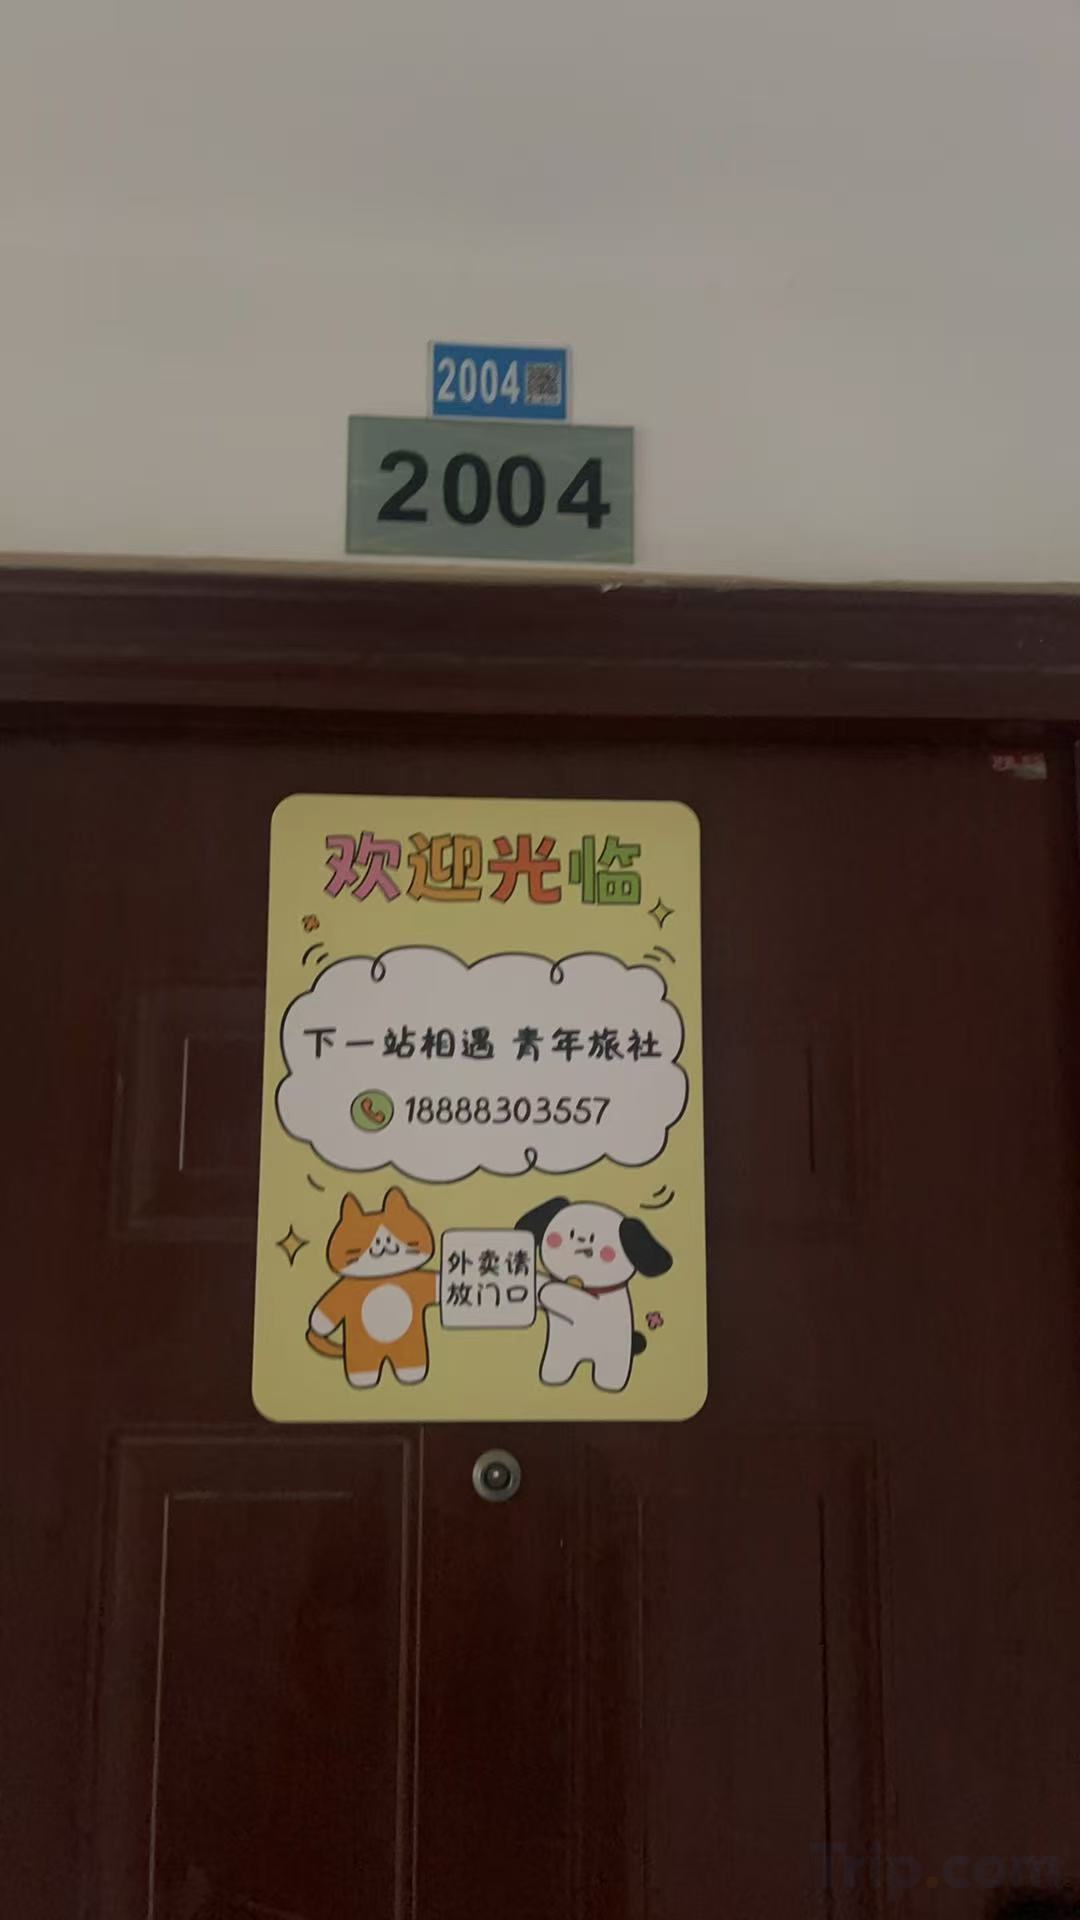 2004
2004
欢迎光临
下一站相遇 青年旅社
18888303557
外卖请
放门口
Trip.com